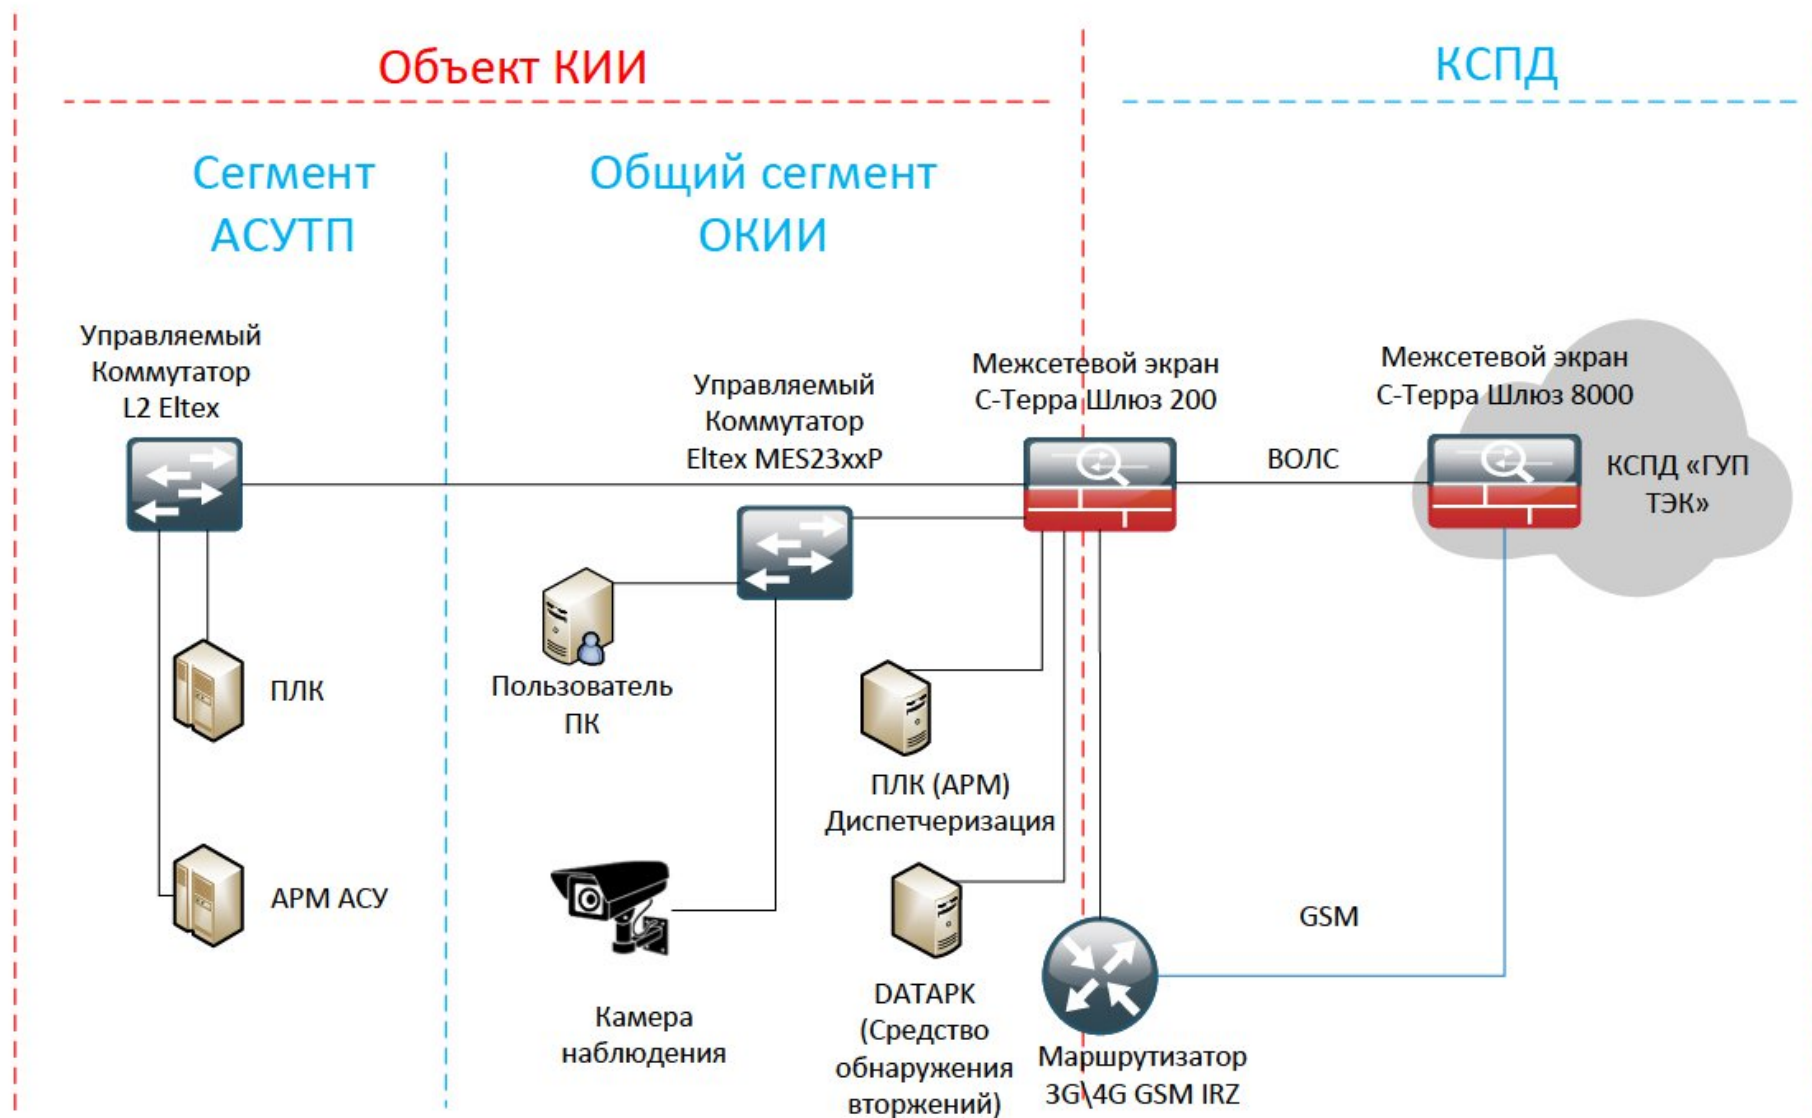 Объект КИИ
КСПД
Сегмент
АСУТП
Общий сегмент
ОКИИ
Управляемый
Коммутатор
L2 Eltex
Управляемый
Коммутатор
Eltex MES23xxP
Межсетевой экран
С-Терра Шлюз 200
Межсетевой экран
С-Терра Шлюз 8000
ВОЛС
КСПД «ГУП
ТЭК»
ПЛК
Пользователь
ПК
ПЛК (АРМ)
Диспетчеризация
АРМ АСУ
GSM
Камера
наблюдения
DATAPK
(Средство
обнаружения
вторжений)
Маршрутизатор
3G\4G GSM IRZ